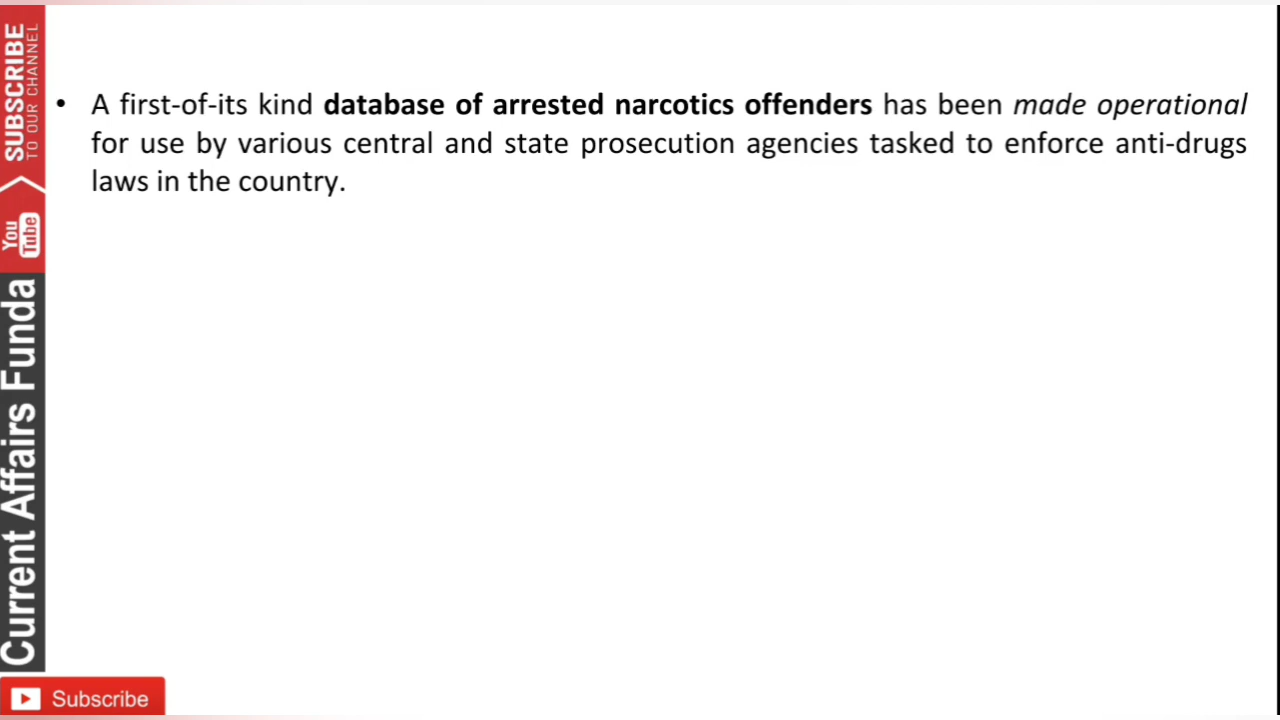 SUBSCRIBE
TO OUR CHANNEL
You Tube
Current Affairs Funda
• A first-of-its kind database of arrested narcotics offenders has been made operational
for use by various central and state prosecution agencies tasked to enforce anti-drugs
laws in the country.
Subscribe